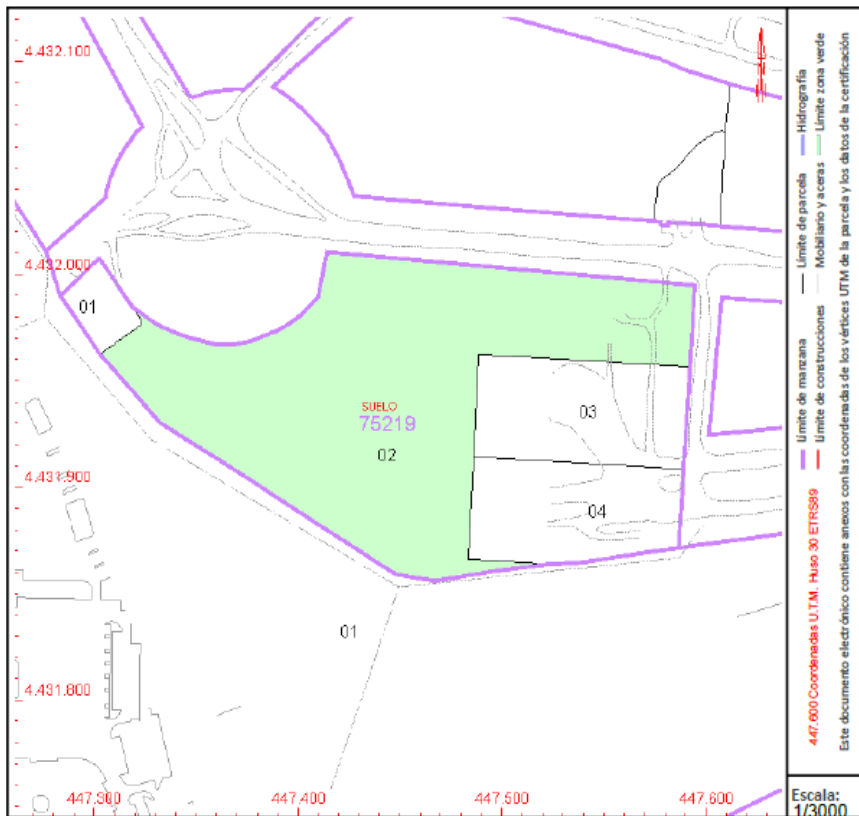 4.432.100
4.432.000
01
SUELO
75219
02
03
4.431.900
04
01
4.431.800
447.300
447.400
447.500
447.600
Límite de manzana
Límite de parcela
Hidrografía
Límite de construcciones
Mobiliario y aceras
Límite zona verde
447.600 Coordenadas U.T.M. Huso 30 ETRS89
Este documento electrónico contiene anexos con las coordenadas de los vértices UTM de la parcela y los datos de la certificación
Escala:
1/3000